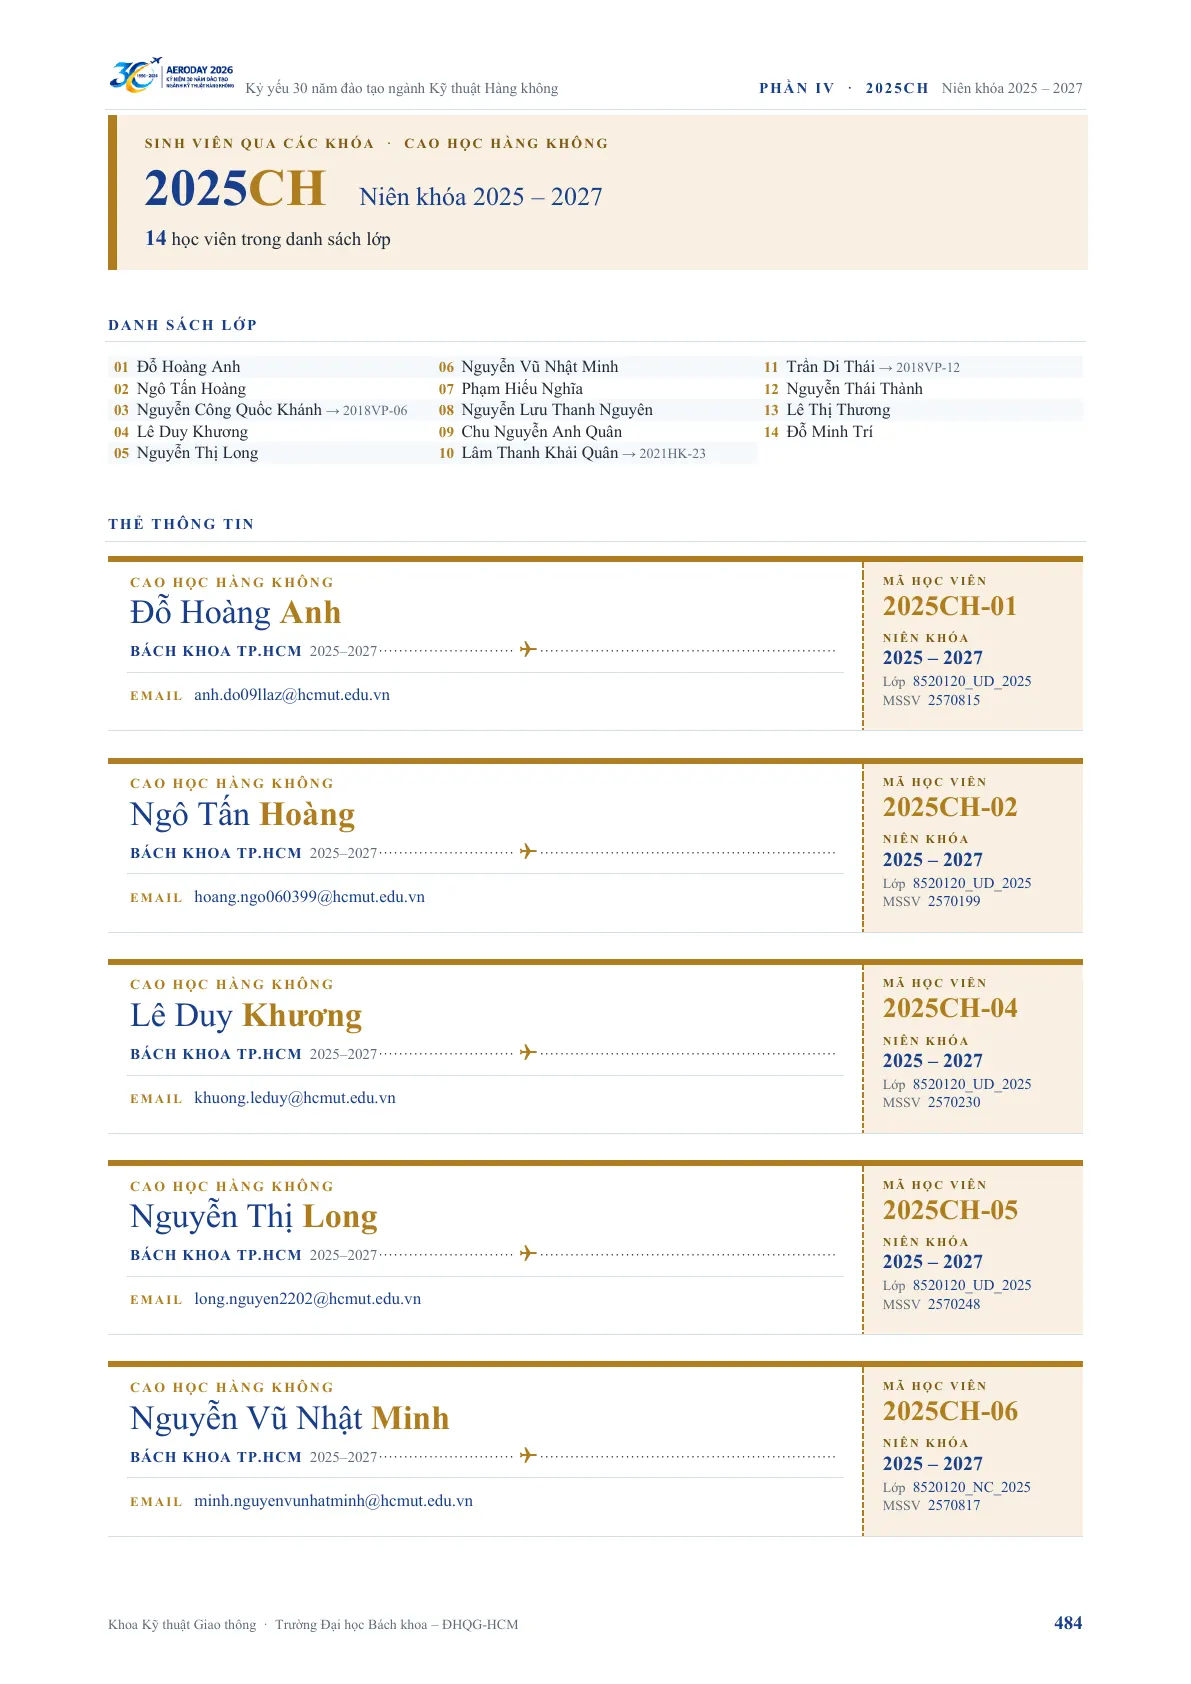 30
1996 - 2026
AERODAY 2026
KỶ NIỆM 30 NĂM ĐÀO TẠO
NGÀNH KỸ THUẬT HÀNG KHÔNG
Kỷ yếu 30 năm đào tạo ngành Kỹ thuật Hàng không
PHẦN IV · 2025CH Niên khóa 2025 – 2027
SINH VIÊN QUA CÁC KHÓA · CAO HỌC HÀNG KHÔNG
2025CH Niên khóa 2025 – 2027
14 học viên trong danh sách lớp
DANH SÁCH LỚP
01 Đỗ Hoàng Anh
02 Ngô Tấn Hoàng
03 Nguyễn Công Quốc Khánh → 2018VP-06
04 Lê Duy Khương
05 Nguyễn Thị Long
06 Nguyễn Vũ Nhật Minh
07 Phạm Hiếu Nghĩa
08 Nguyễn Lưu Thanh Nguyên
09 Chu Nguyễn Anh Quân
10 Lâm Thanh Khải Quân → 2021HK-23
11 Trần Di Thái → 2018VP-12
12 Nguyễn Thái Thành
13 Lê Thị Thương
14 Đỗ Minh Trí
THẺ THÔNG TIN
CAO HỌC HÀNG KHÔNG
Đỗ Hoàng Anh
BÁCH KHOA TP.HCM 2025–2027
EMAIL anh.do09llaz@hcmut.edu.vn
MÃ HỌC VIÊN
2025CH-01
NIÊN KHÓA
2025 – 2027
Lớp 8520120_UD_2025
MSSV 2570815
CAO HỌC HÀNG KHÔNG
Ngô Tấn Hoàng
BÁCH KHOA TP.HCM 2025–2027
EMAIL hoang.ngo060399@hcmut.edu.vn
MÃ HỌC VIÊN
2025CH-02
NIÊN KHÓA
2025 – 2027
Lớp 8520120_UD_2025
MSSV 2570199
CAO HỌC HÀNG KHÔNG
Lê Duy Khương
BÁCH KHOA TP.HCM 2025–2027
EMAIL khuong.leduy@hcmut.edu.vn
MÃ HỌC VIÊN
2025CH-04
NIÊN KHÓA
2025 – 2027
Lớp 8520120_UD_2025
MSSV 2570230
CAO HỌC HÀNG KHÔNG
Nguyễn Thị Long
BÁCH KHOA TP.HCM 2025–2027
EMAIL long.nguyen2202@hcmut.edu.vn
MÃ HỌC VIÊN
2025CH-05
NIÊN KHÓA
2025 – 2027
Lớp 8520120_UD_2025
MSSV 2570248
CAO HỌC HÀNG KHÔNG
Nguyễn Vũ Nhật Minh
BÁCH KHOA TP.HCM 2025–2027
EMAIL minh.nguyenvunhatminh@hcmut.edu.vn
MÃ HỌC VIÊN
2025CH-06
NIÊN KHÓA
2025 – 2027
Lớp 8520120_NC_2025
MSSV 2570817
Khoa Kỹ thuật Giao thông · Trường Đại học Bách khoa – ĐHQG-HCM
484